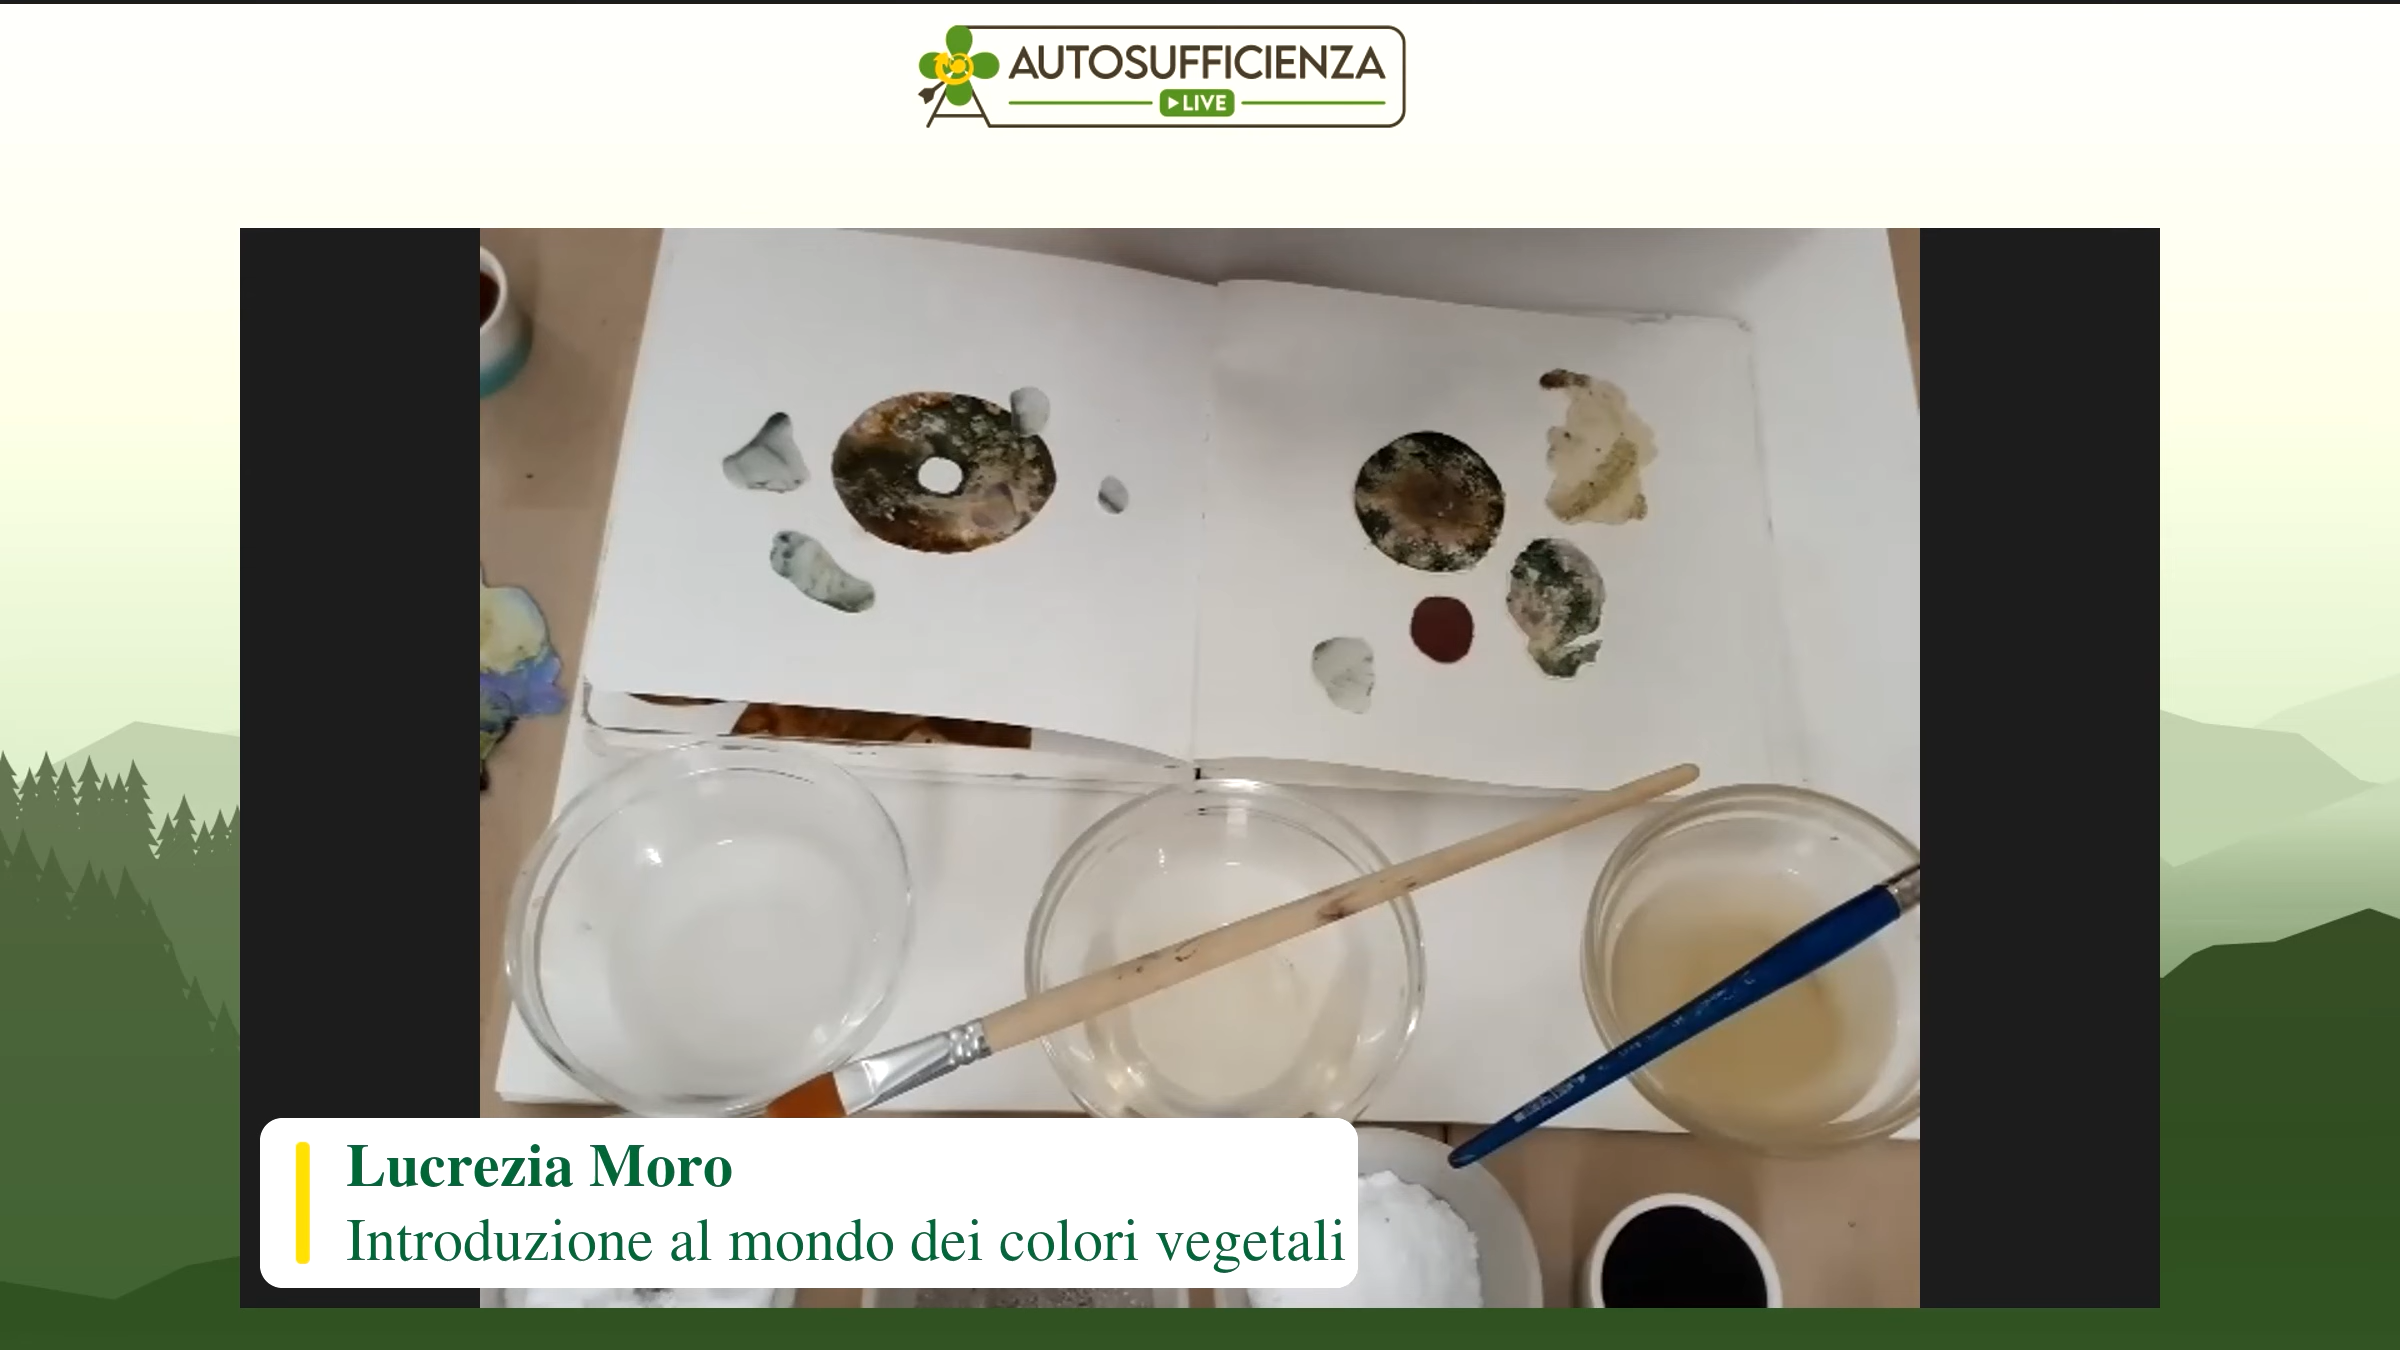 AUTOSUFFICIENZA
LIVE
Lucrezia Moro
Introduzione al mondo dei colori vegetali